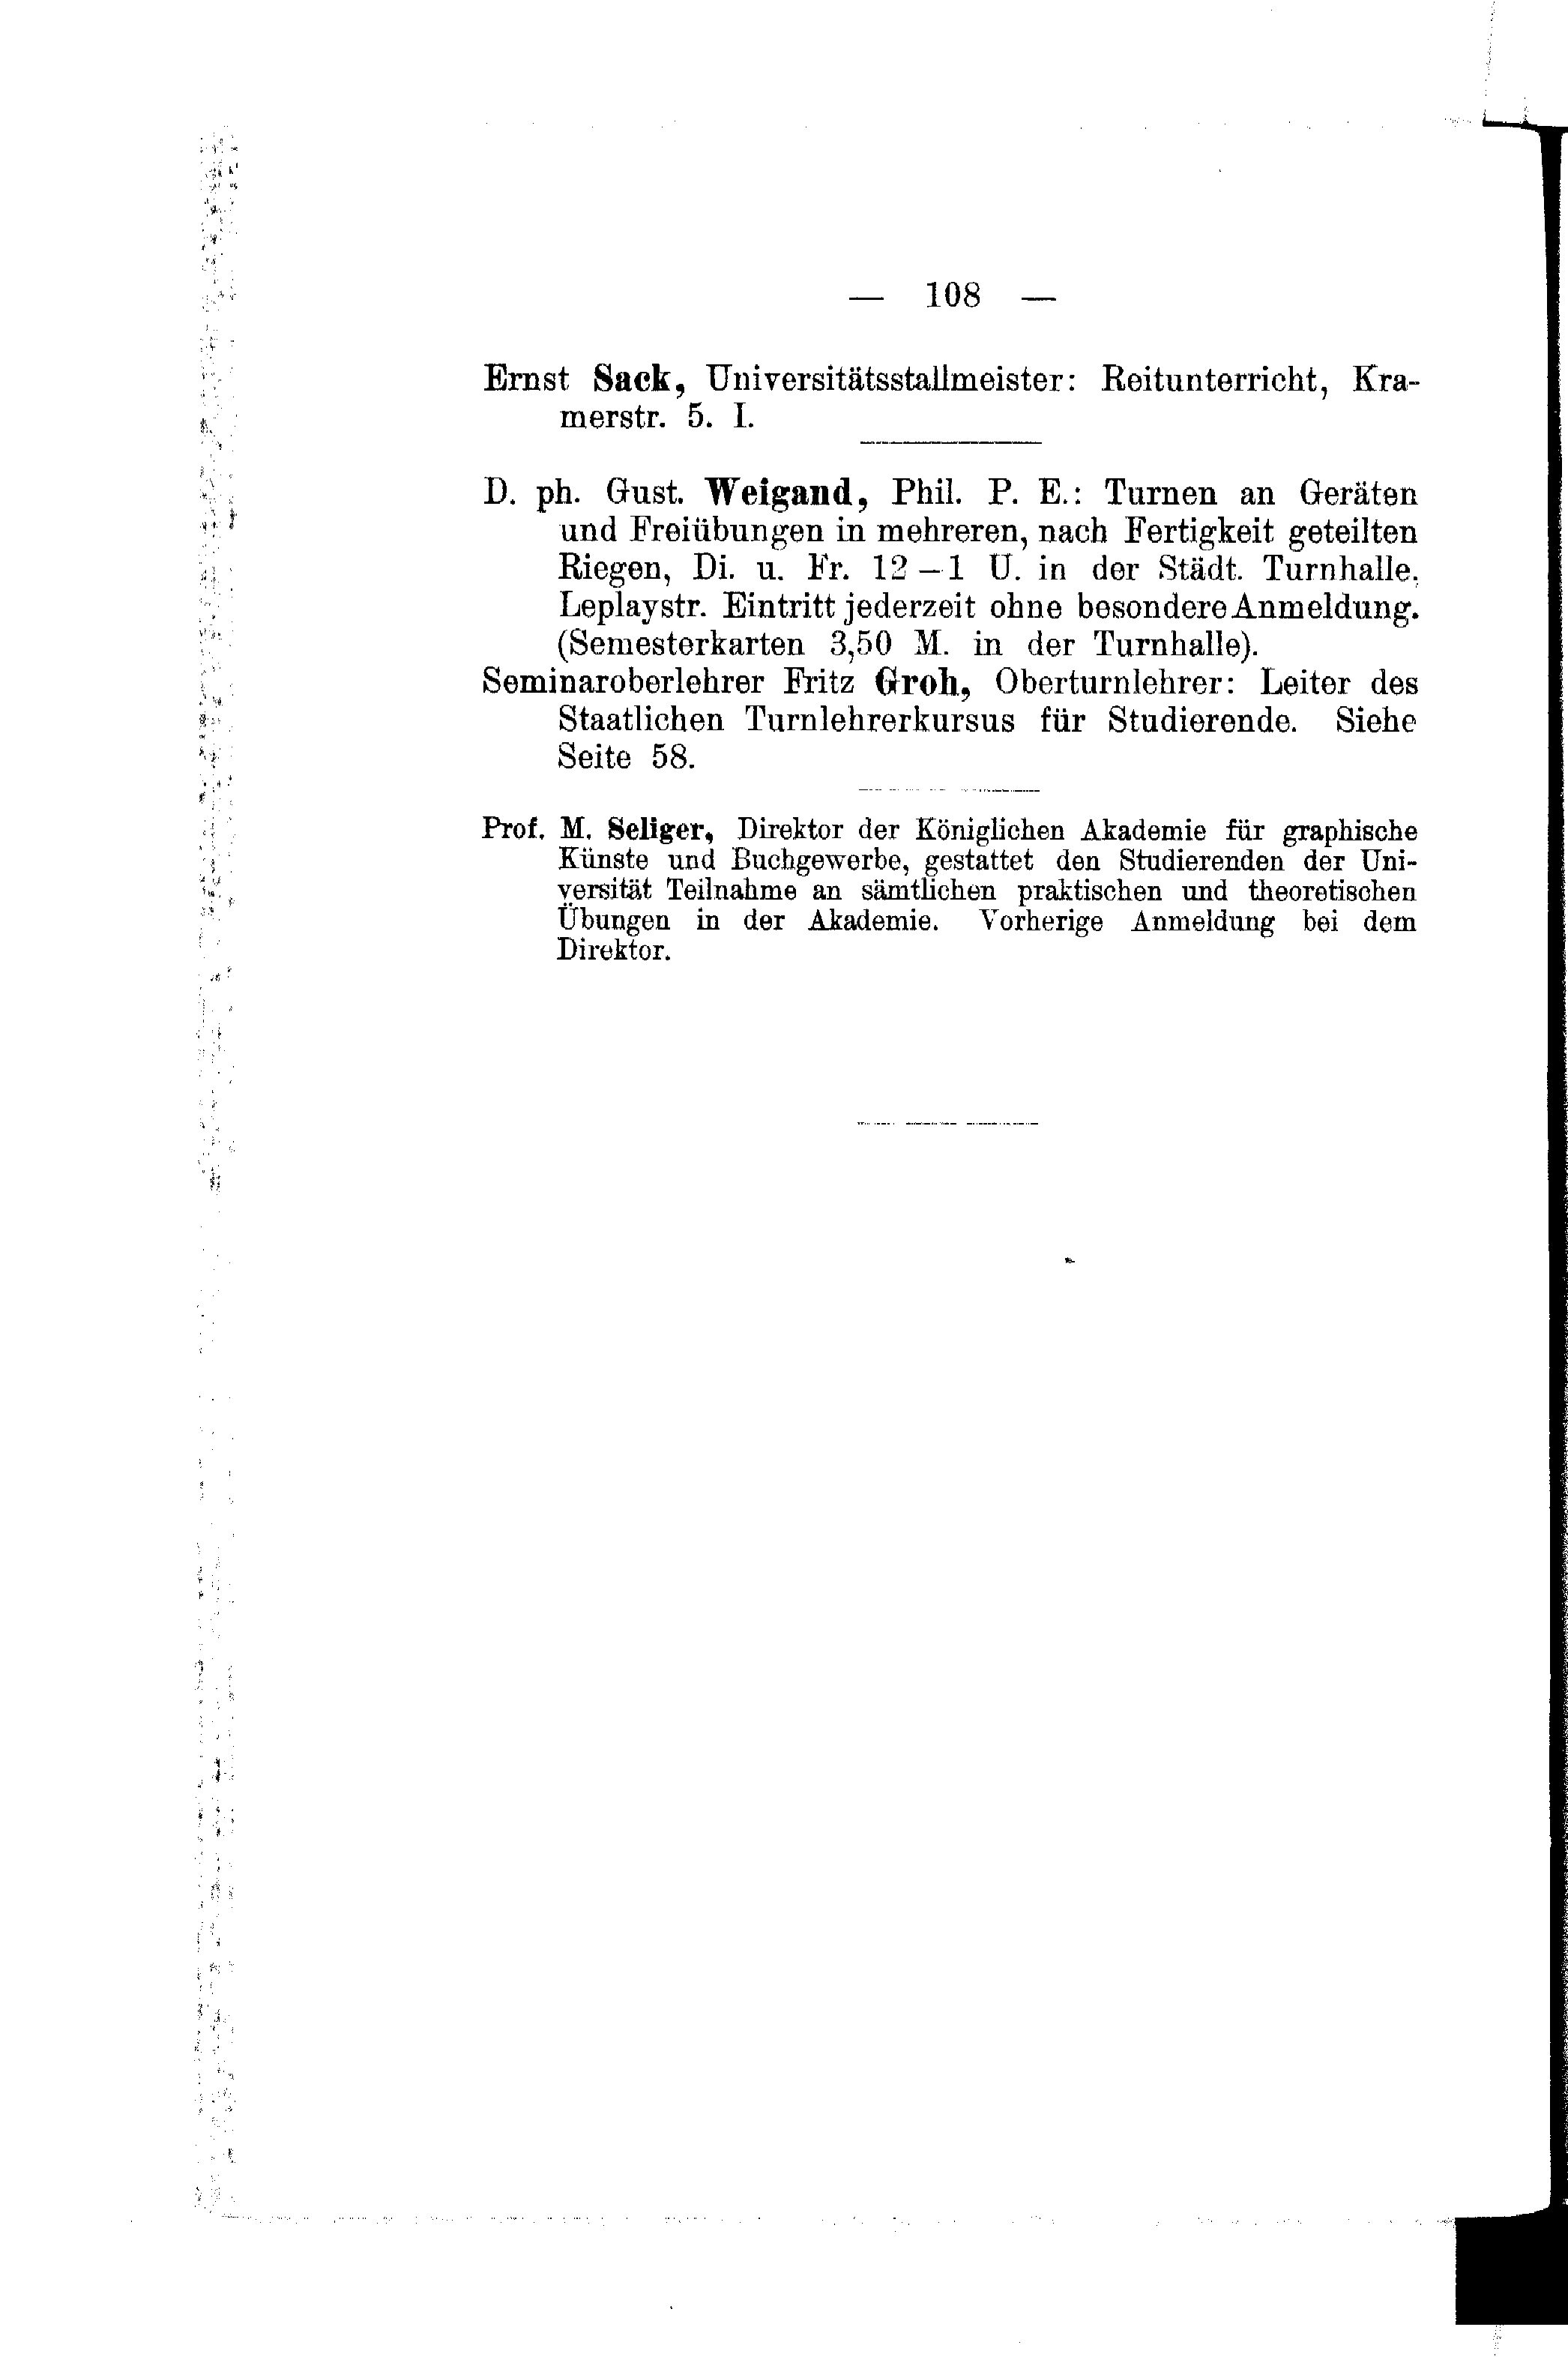 — 108 —
Ernst Sack, Universitätsstallmeister: Reitunterricht, Kra-
merstr. 5. I.
D. ph. Gust. Weigand, Phil. P. E.: Turnen an Geräten
und Freiübungen in mehreren, nach Fertigkeit geteilten
Riegen, Di. u. Fr. 12–1 U. in der Städt. Turnhalle,
Leplaystr. Eintritt jederzeit ohne besondere Anmeldung.
(Semesterkarten 3,50 M. in der Turnhalle).
Seminaroberlehrer Fritz Groh, Oberturnlehrer: Leiter des
Staatlichen Turnlehrerkursus für Studierende. Siehe
Seite 58.
Prof. M. Seliger, Direktor der Königlichen Akademie für graphische
Künste und Buchgewerbe, gestattet den Studierenden der Uni-
versität Teilnahme an sämtlichen praktischen und theoretischen
Übungen in der Akademie. Vorherige Anmeldung bei dem
Direktor.